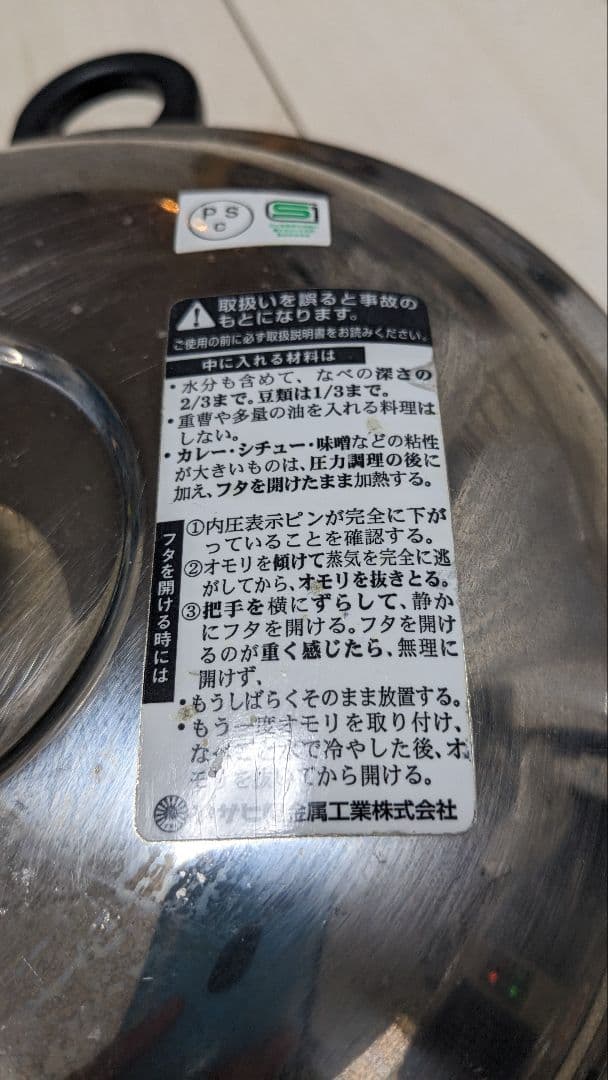 PS
c
S
取扱いを誤ると事故の
もとになります。
ご使用の前に必ず取扱説明書をお読みください。
中に入れる材料は
・水分も含めて、なべの深さの
2/3まで。豆類は1/3まで。
・重曹や多量の油を入れる料理は
しない。
・カレー・シチュー・味噌などの粘性
が大きいものは、圧力調理の後に
加え、フタを開けたまま加熱する。
フタを開ける時には
①内圧表示ピンが完全に下が
っていることを確認する。
②オモリを傾けて蒸気を完全に逃
がしてから、オモリを抜きとる。
③把手を横にずらして、静か
にフタを開ける。フタを開け
るのが重く感じたら、無理に
開けず、
・もうしばらくそのまま放置する。
・もう 度オモリを取り付け、
な 水で冷やした後、オ
モリを抜いてから開ける。
金属工業株式会社